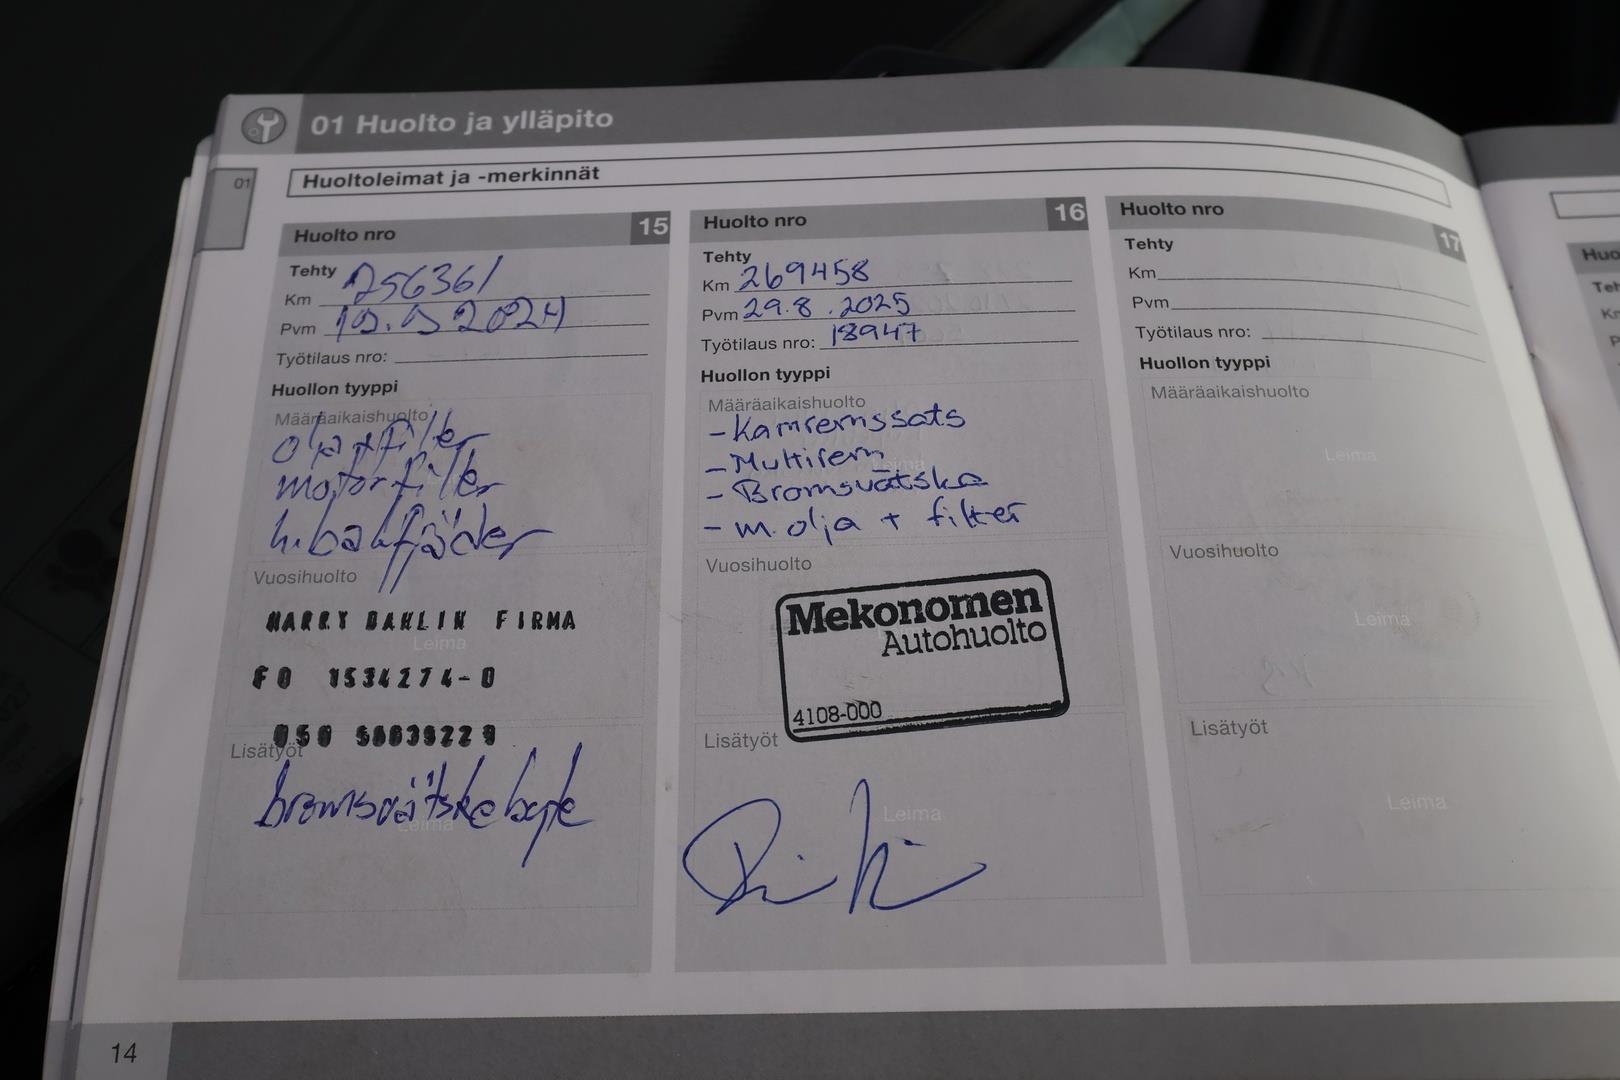 01 Huolto ja ylläpito
01
Huoltoleimat ja -merkinnät
Huolto nro 15
Tehty
Km 256361
Pvm 2024
Työtilaus nro:
Huollon tyyppi
Määräaikaishuolto
olja + filter
motorfilter
h.bakfjäder
Vuosihuolto
HARRY DAHLIN FIRMA
Leima
FO 1534274-0
Lisätyöt
bromsvätskebyte
Leima
Huolto nro 16
Tehty
Km 269458
Pvm 29.8.2025
Työtilaus nro: 18947
Huollon tyyppi
Määräaikaishuolto
- Kamremssats
- Multirem
Leima
- Bromsvätska
- m. olja + filter
Vuosihuolto
Mekonomen
Autohuolto
4108-000
Lisätyöt
Leima
Huolto nro 17
Tehty
Km
Pvm
Työtilaus nro:
Huollon tyyppi
Määräaikaishuolto
Leima
Vuosihuolto
Leima
Lisätyöt
Leima
14